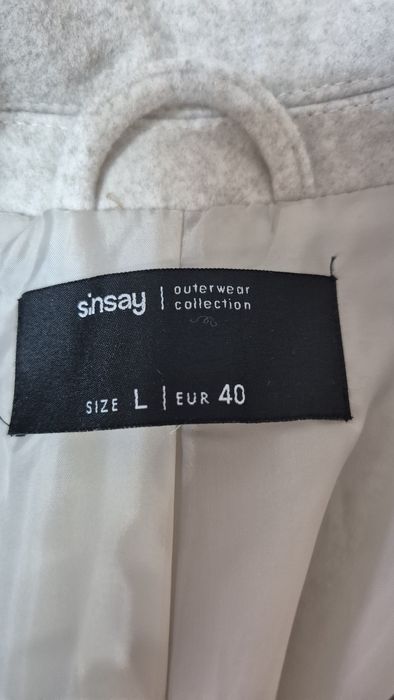 sinsay | outerwear
collection
SIZE L | EUR 40